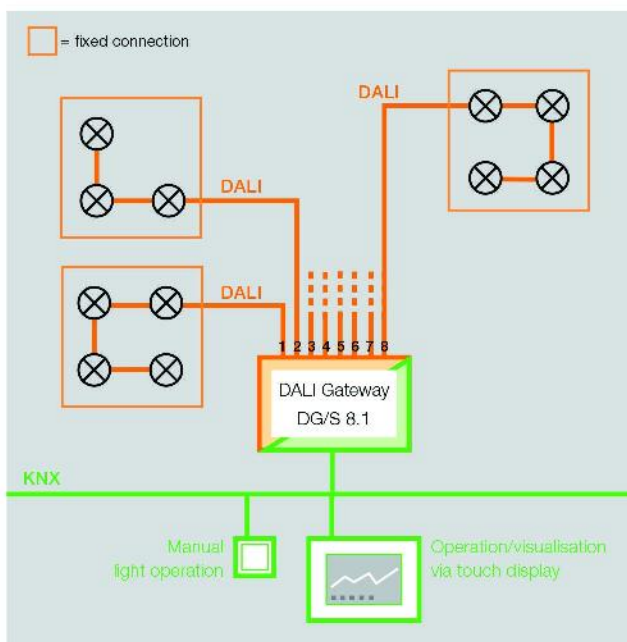 = fixed connection
DALI
DALI
DALI
1 2 3 4 5 6 7 8
DALI Gateway
DG/S 8.1
KNX
Manual
light operation
Operation/visualisation
via touch display